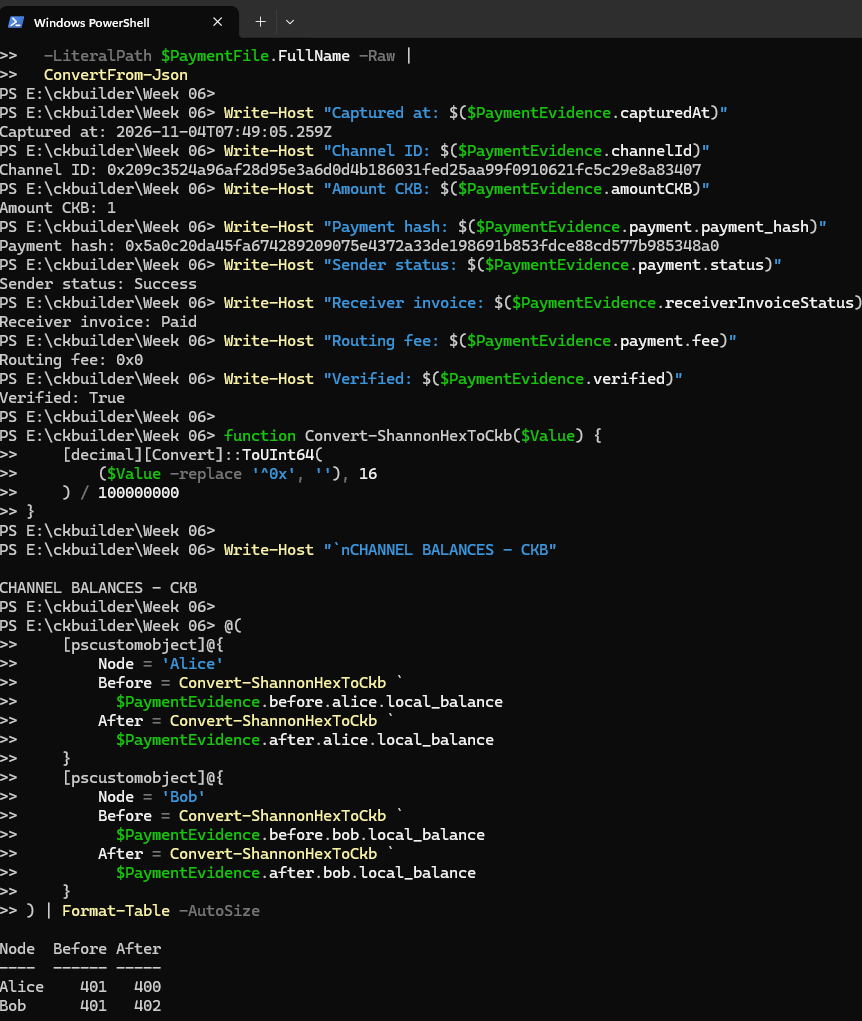 Windows PowerShell
>>   -LiteralPath $PaymentFile.FullName -Raw |
>>   ConvertFrom-Json
PS E:\ckbuilder\Week 06>
PS E:\ckbuilder\Week 06> Write-Host "Captured at: $($PaymentEvidence.capturedAt)"
Captured at: 2026-11-04T07:49:05.259Z
PS E:\ckbuilder\Week 06> Write-Host "Channel ID: $($PaymentEvidence.channelId)"
Channel ID: 0x209c3524a96af28d95e3a6d0d4b186031fed25aa99f0910621fc5c29e8a83407
PS E:\ckbuilder\Week 06> Write-Host "Amount CKB: $($PaymentEvidence.amountCKB)"
Amount CKB: 1
PS E:\ckbuilder\Week 06> Write-Host "Payment hash: $($PaymentEvidence.payment.payment_hash)"
Payment hash: 0x5a0c20da45fa674289209075e4372a33de198691b853fdce88cd577b985348a0
PS E:\ckbuilder\Week 06> Write-Host "Sender status: $($PaymentEvidence.payment.status)"
Sender status: Success
PS E:\ckbuilder\Week 06> Write-Host "Receiver invoice: $($PaymentEvidence.receiverInvoiceStatus)
Receiver invoice: Paid
PS E:\ckbuilder\Week 06> Write-Host "Routing fee: $($PaymentEvidence.payment.fee)"
Routing fee: 0x0
PS E:\ckbuilder\Week 06> Write-Host "Verified: $($PaymentEvidence.verified)"
Verified: True
PS E:\ckbuilder\Week 06>
PS E:\ckbuilder\Week 06> function Convert-ShannonHexToCkb($Value) {
>>     [decimal][Convert]::ToUInt64(
>>         ($Value -replace '^0x', ''), 16
>>     ) / 100000000
>> }
PS E:\ckbuilder\Week 06>
PS E:\ckbuilder\Week 06> Write-Host "`nCHANNEL BALANCES - CKB"

CHANNEL BALANCES - CKB
PS E:\ckbuilder\Week 06>
PS E:\ckbuilder\Week 06> @(
>>     [pscustomobject]@{
>>         Node = 'Alice'
>>         Before = Convert-ShannonHexToCkb `
>>           $PaymentEvidence.before.alice.local_balance
>>         After = Convert-ShannonHexToCkb `
>>           $PaymentEvidence.after.alice.local_balance
>>     }
>>     [pscustomobject]@{
>>         Node = 'Bob'
>>         Before = Convert-ShannonHexToCkb `
>>           $PaymentEvidence.before.bob.local_balance
>>         After = Convert-ShannonHexToCkb `
>>           $PaymentEvidence.after.bob.local_balance
>>     }
>> ) | Format-Table -AutoSize

Node  Before After
----  ------ -----
Alice    401   400
Bob      401   402